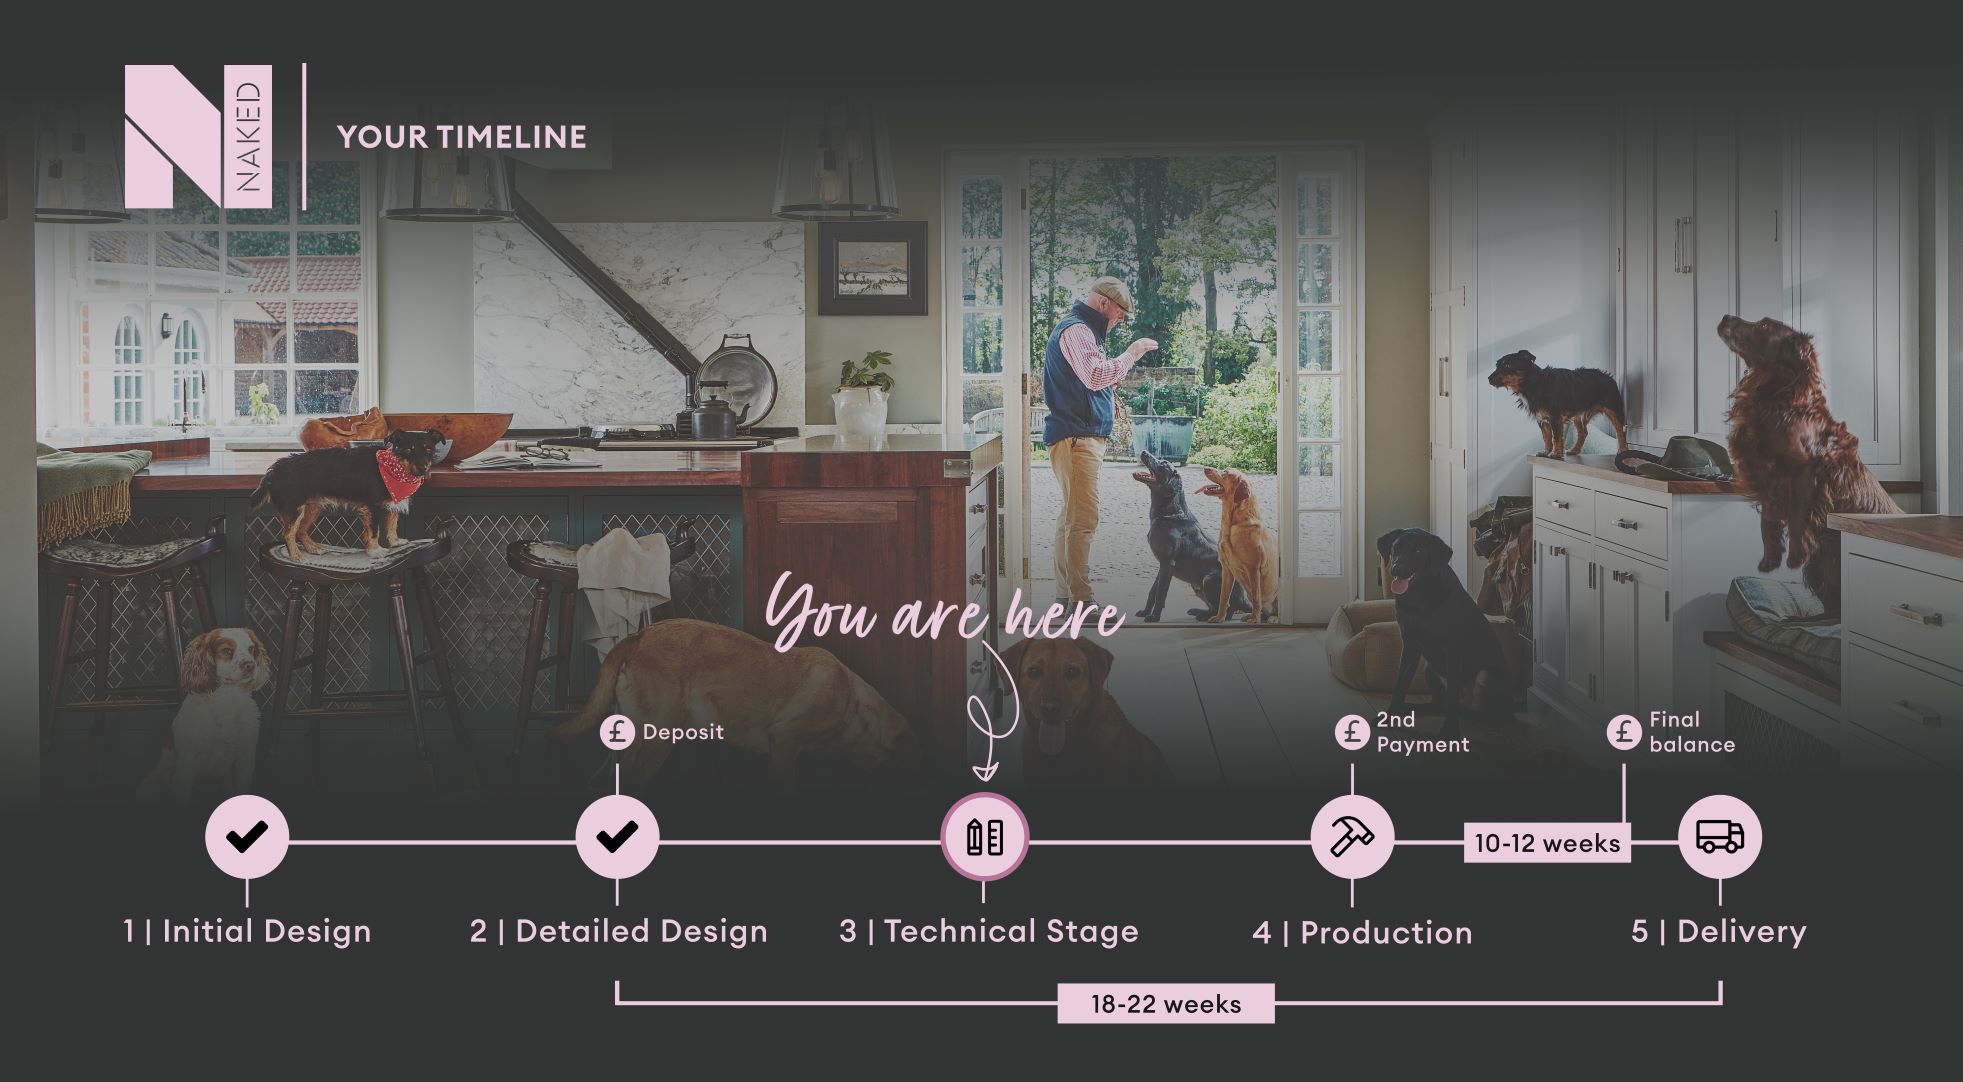 NAKED
YOUR TIMELINE
You are here
£ Deposit
£ 2nd
Payment
£ Final
balance
10-12 weeks
1 | Initial Design
2 | Detailed Design
3 | Technical Stage
4 | Production
5 | Delivery
18-22 weeks